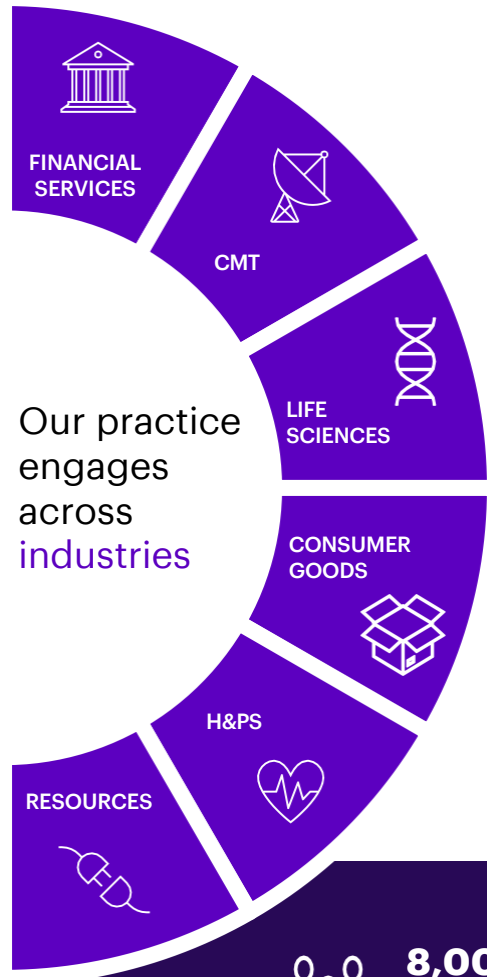 FINANCIAL
SERVICES
CMT
LIFE
SCIENCES
Our practice
engages
across
industries
CONSUMER
GOODS
H&PS
RESOURCES